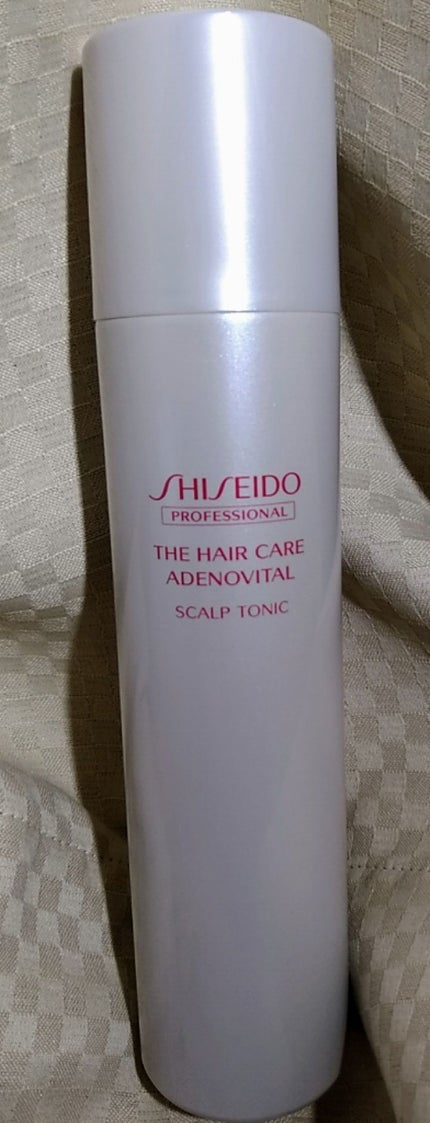 SHISEIDO
PROFESSIONAL
THE HAIR CARE
ADENOVITAL
SCALP TONIC